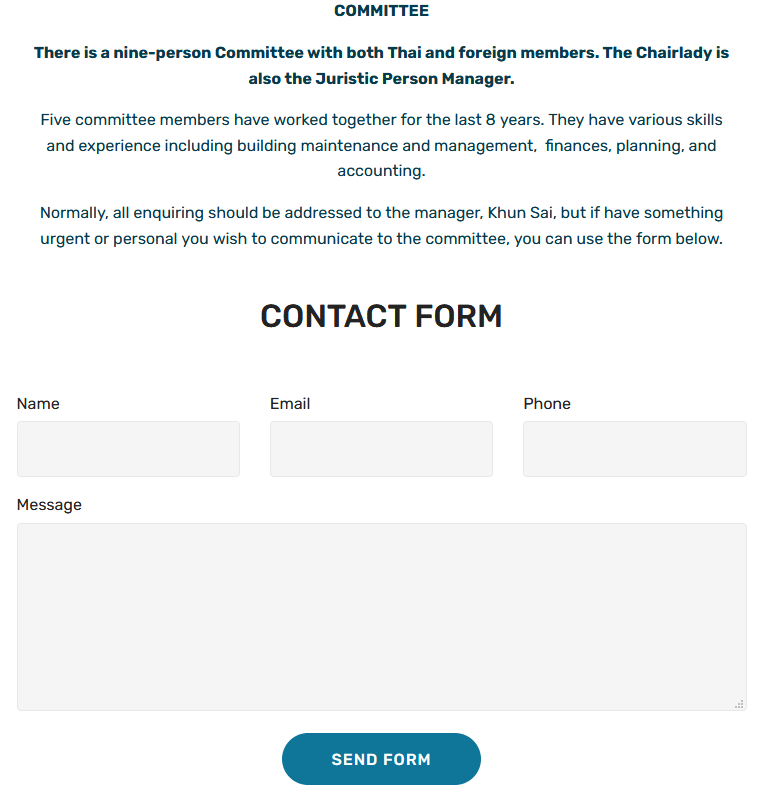 COMMITTEE
There is a nine-person Committee with both Thai and foreign members. The Chairlady is
also the Juristic Person Manager.
Five committee members have worked together for the last 8 years. They have various skills
and experience including building maintenance and management,  finances, planning, and
accounting.
Normally, all enquiring should be addressed to the manager, Khun Sai, but if have something
urgent or personal you wish to communicate to the committee, you can use the form below.
CONTACT FORM
Name Email Phone
Message
SEND FORM